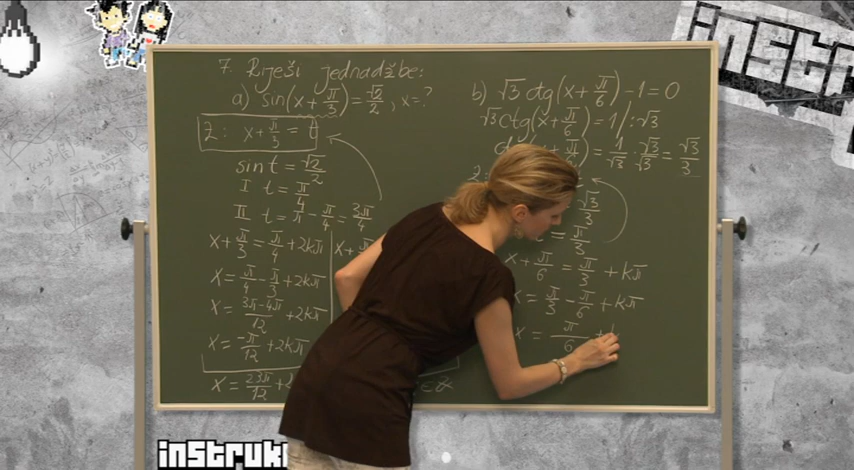 7. Riješi jednadžbe:
a) sin(x + π/3) = √2/2, x=?
Z: x + π/3 = t
sin t = √2/2
I t = π/4
II t = π - π/4 = 3π/4
x + π/3 = π/4 + 2kπ
x = π/4 - π/3 + 2kπ
x = 3π-4π/12 + 2kπ
x = -π/12 + 2kπ
x = 23π/12 +
b) √3 ctg(x + π/6) - 1 = 0
√3 ctg(x + π/6) = 1 /:√3
= 1/√3 · √3/√3 = √3/3
√3/3
= π/3
x + π/6 = π/3 + kπ
x = π/3 - π/6 + kπ
x = π/6 +
inSt
inStruk